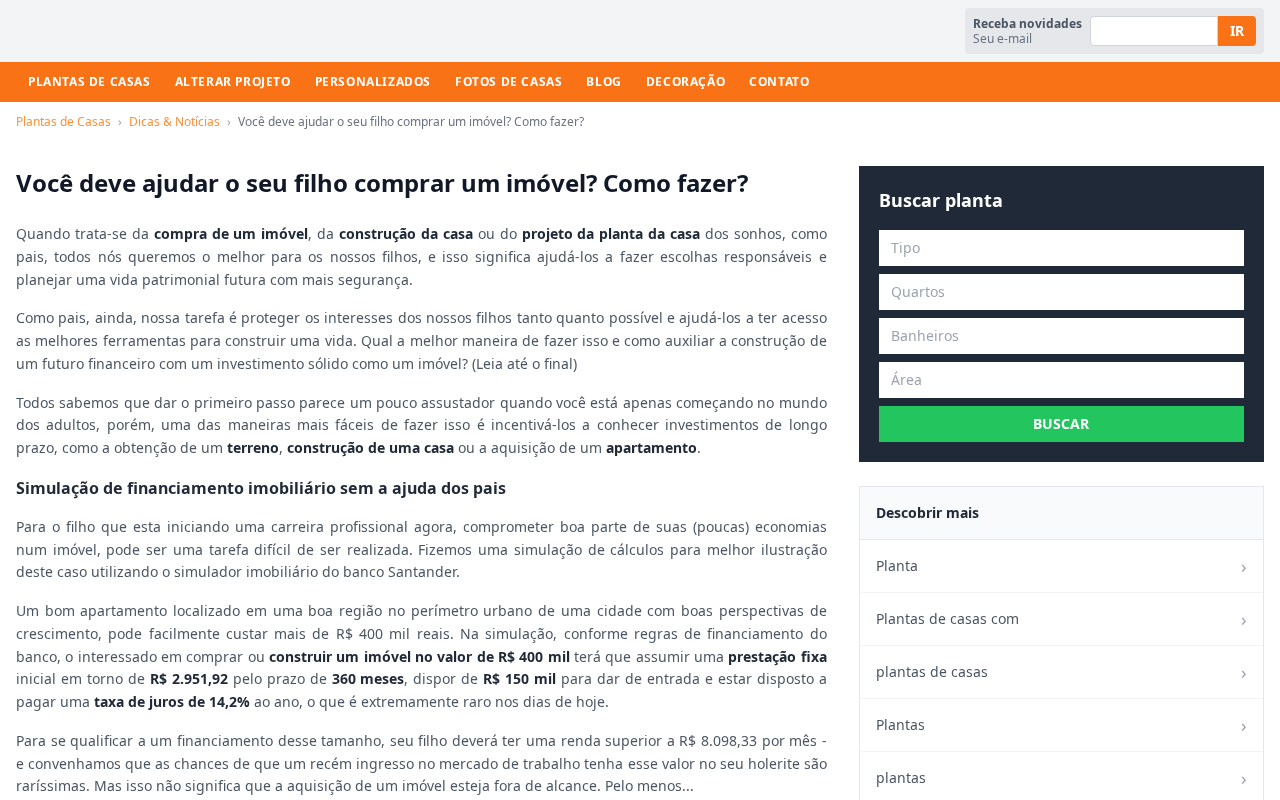 Receba novidades
Seu e-mail
IR
PLANTAS DE CASAS ALTERAR PROJETO PERSONALIZADOS FOTOS DE CASAS BLOG DECORAÇÃO CONTATO
Plantas de Casas › Dicas & Notícias › Você deve ajudar o seu filho comprar um imóvel? Como fazer?
Você deve ajudar o seu filho comprar um imóvel? Como fazer?
Quando trata-se da compra de um imóvel, da construção da casa ou do projeto da planta da casa dos sonhos, como
pais, todos nós queremos o melhor para os nossos filhos, e isso significa ajudá-los a fazer escolhas responsáveis e
planejar uma vida patrimonial futura com mais segurança.
Como pais, ainda, nossa tarefa é proteger os interesses dos nossos filhos tanto quanto possível e ajudá-los a ter acesso
as melhores ferramentas para construir uma vida. Qual a melhor maneira de fazer isso e como auxiliar a construção de
um futuro financeiro com um investimento sólido como um imóvel? (Leia até o final)
Todos sabemos que dar o primeiro passo parece um pouco assustador quando você está apenas começando no mundo
dos adultos, porém, uma das maneiras mais fáceis de fazer isso é incentivá-los a conhecer investimentos de longo
prazo, como a obtenção de um terreno, construção de uma casa ou a aquisição de um apartamento.
Simulação de financiamento imobiliário sem a ajuda dos pais
Para o filho que esta iniciando uma carreira profissional agora, comprometer boa parte de suas (poucas) economias
num imóvel, pode ser uma tarefa difícil de ser realizada. Fizemos uma simulação de cálculos para melhor ilustração
deste caso utilizando o simulador imobiliário do banco Santander.
Um bom apartamento localizado em uma boa região no perímetro urbano de uma cidade com boas perspectivas de
crescimento, pode facilmente custar mais de R$ 400 mil reais. Na simulação, conforme regras de financiamento do
banco, o interessado em comprar ou construir um imóvel no valor de R$ 400 mil terá que assumir uma prestação fixa
inicial em torno de R$ 2.951,92 pelo prazo de 360 meses, dispor de R$ 150 mil para dar de entrada e estar disposto a
pagar uma taxa de juros de 14,2% ao ano, o que é extremamente raro nos dias de hoje.
Para se qualificar a um financiamento desse tamanho, seu filho deverá ter uma renda superior a R$ 8.098,33 por mês -
e convenhamos que as chances de que um recém ingresso no mercado de trabalho tenha esse valor no seu holerite são
raríssimas. Mas isso não significa que a aquisição de um imóvel esteja fora de alcance. Pelo menos...
Buscar planta
Tipo
Quartos
Banheiros
Área
BUSCAR
Descobrir mais
Planta ›
Plantas de casas com ›
plantas de casas ›
Plantas ›
plantas ›